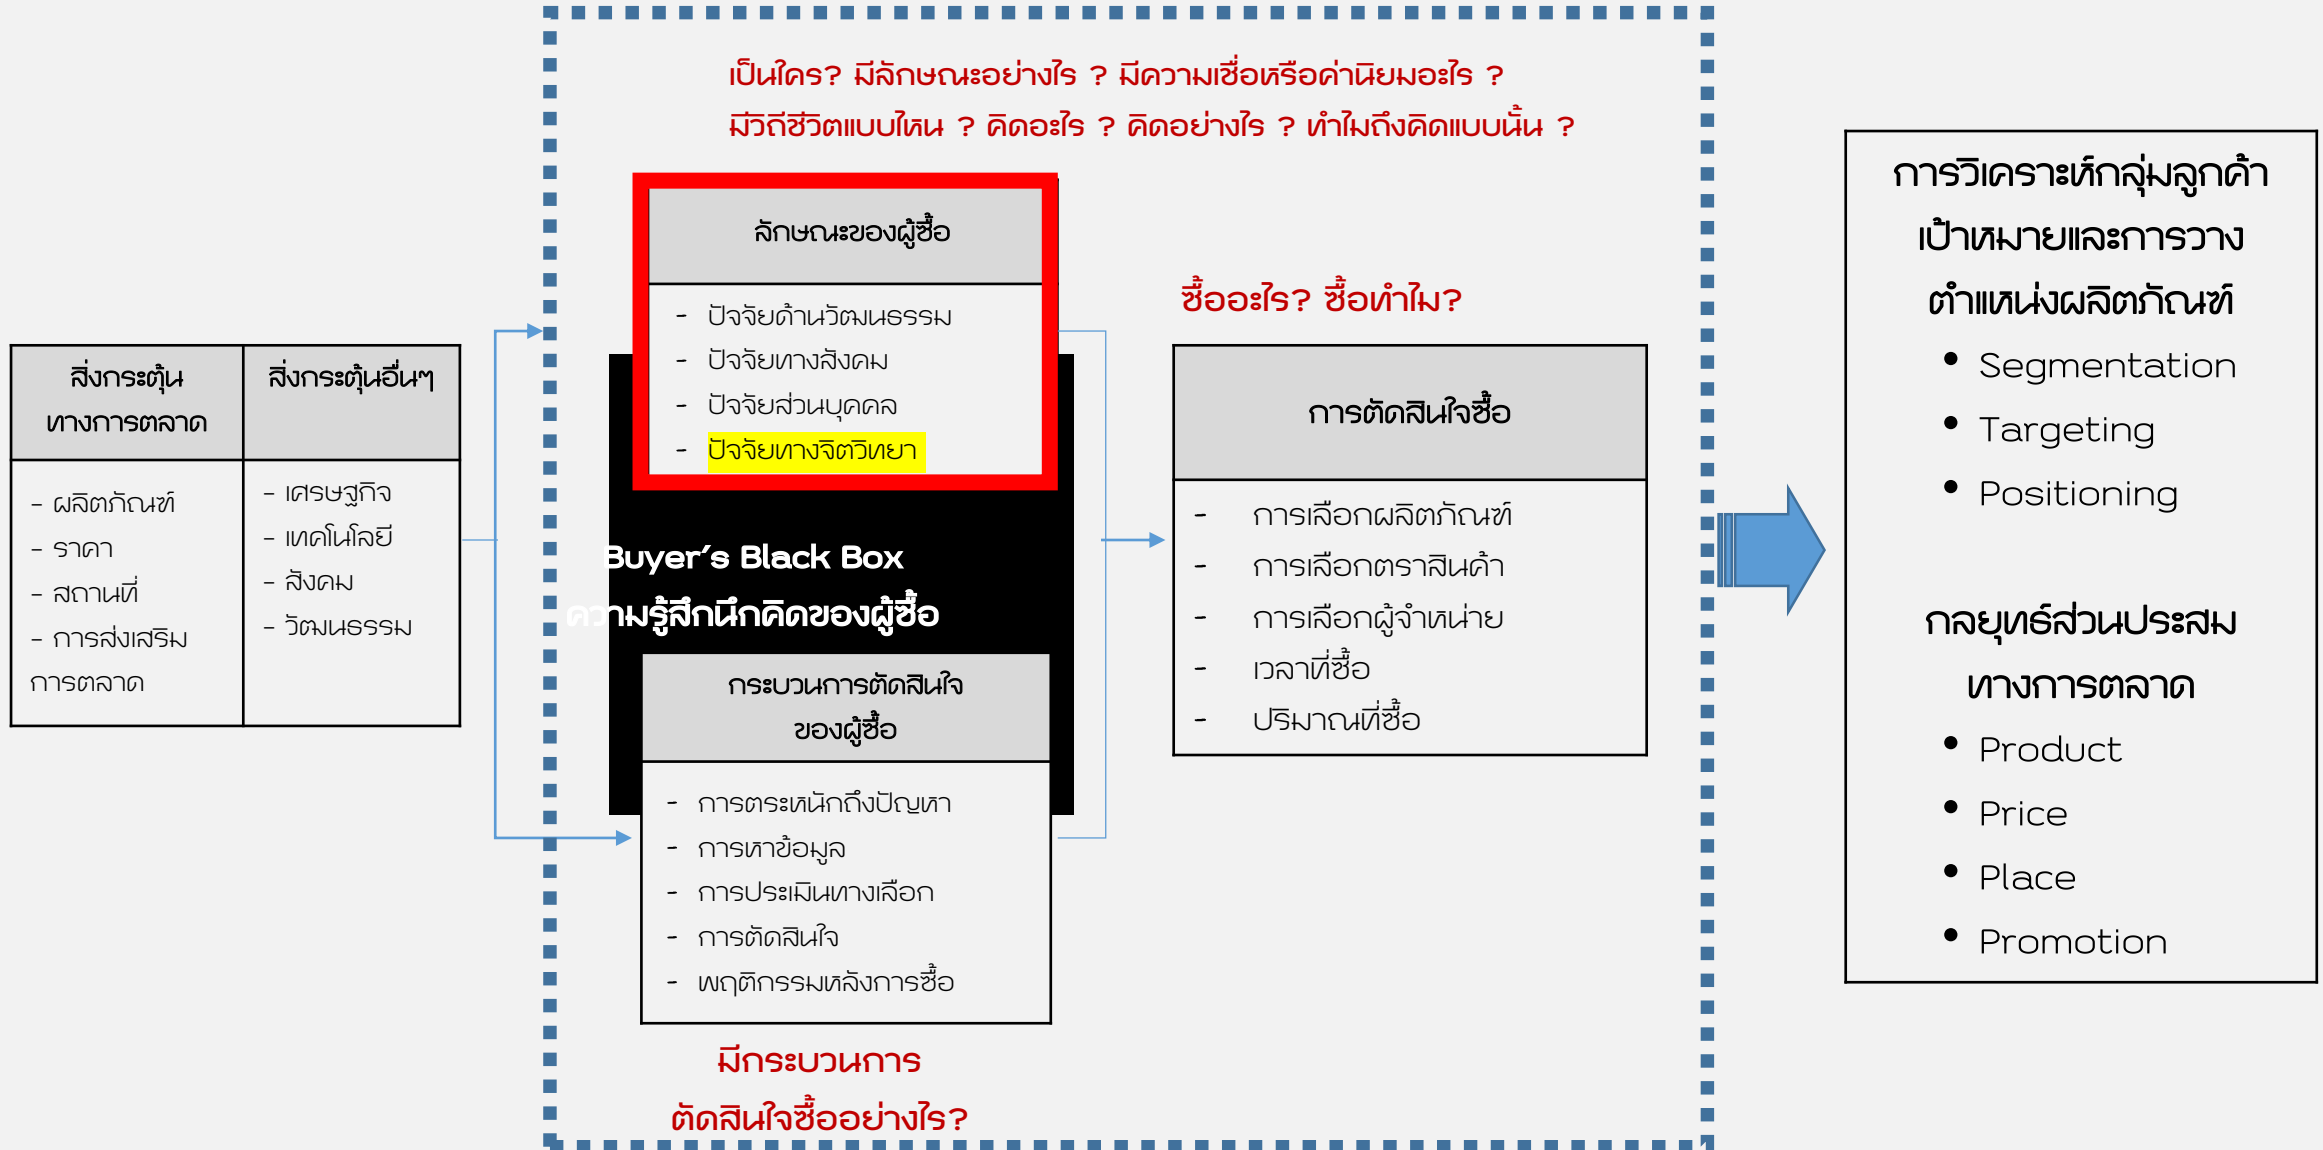 เป็นใคร? มีลักษณะอย่างไร ? มีความเชื่อหรือค่านิยมอะไร ?
มีวิถีชีวิตแบบไหน ? คิดอะไร ? คิดอย่างไร ? ทำไมถึงคิดแบบนั้น ?
สิ่งกระตุ้น
ทางการตลาด
- ผลิตภัณฑ์
- ราคา
- สถานที่
- การส่งเสริม
การตลาด
สิ่งกระตุ้นอื่นๆ
- เศรษฐกิจ
- เทคโนโลยี
- สังคม
- วัฒนธรรม
ลักษณะของผู้ซื้อ
- ปัจจัยด้านวัฒนธรรม
- ปัจจัยทางสังคม
- ปัจจัยส่วนบุคคล
- ปัจจัยทางจิตวิทยา
Buyer's Black Box
ความรู้สึกนึกคิดของผู้ซื้อ
กระบวนการตัดสินใจ
ของผู้ซื้อ
- การตระหนักถึงปัญหา
- การหาข้อมูล
- การประเมินทางเลือก
- การตัดสินใจ
- พฤติกรรมหลังการซื้อ
มีกระบวนการ
ตัดสินใจซื้ออย่างไร?
ซื้ออะไร? ซื้อทำไม?
การตัดสินใจซื้อ
- การเลือกผลิตภัณฑ์
- การเลือกตราสินค้า
- การเลือกผู้จำหน่าย
- เวลาที่ซื้อ
- ปริมาณที่ซื้อ
การวิเคราะห์กลุ่มลูกค้า
เป้าหมายและการวาง
ตำแหน่งผลิตภัณฑ์
• Segmentation
• Targeting
• Positioning
กลยุทธ์ส่วนประสม
ทางการตลาด
• Product
• Price
• Place
• Promotion